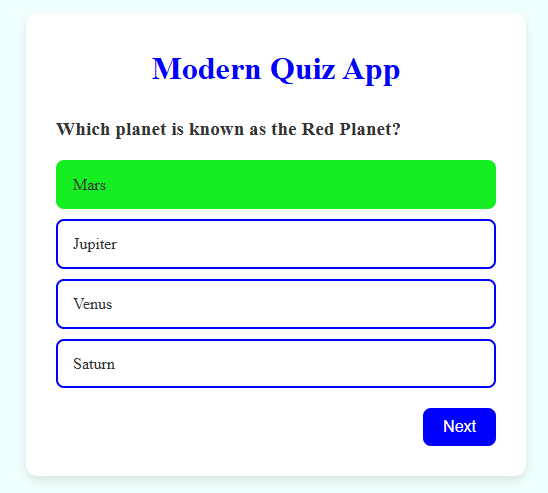 Modern Quiz App
Which planet is known as the Red Planet?
Mars
Jupiter
Venus
Saturn
Next